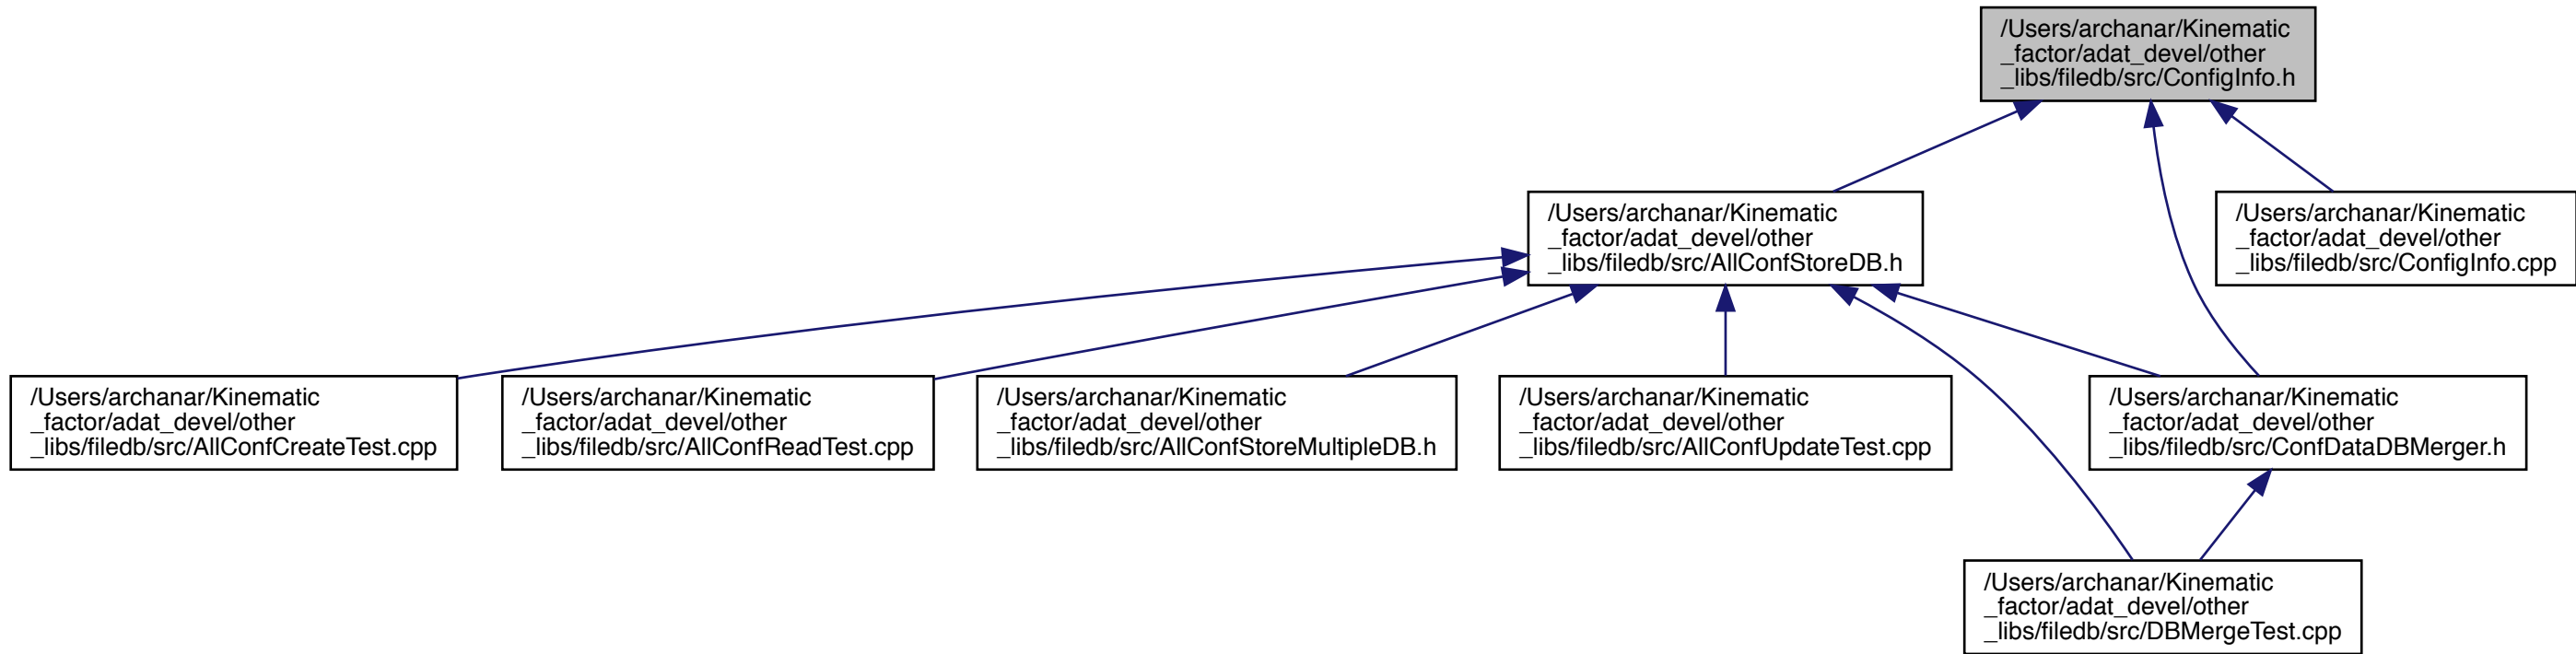 /Users/archanar/Kinematic
_factor/adat_devel/other
_libs/filedb/src/ConfigInfo.h
/Users/archanar/Kinematic
_factor/adat_devel/other
_libs/filedb/src/AllConfStoreDB.h
/Users/archanar/Kinematic
_factor/adat_devel/other
_libs/filedb/src/ConfigInfo.cpp
/Users/archanar/Kinematic
_factor/adat_devel/other
_libs/filedb/src/AllConfCreateTest.cpp
/Users/archanar/Kinematic
_factor/adat_devel/other
_libs/filedb/src/AllConfReadTest.cpp
/Users/archanar/Kinematic
_factor/adat_devel/other
_libs/filedb/src/AllConfStoreMultipleDB.h
/Users/archanar/Kinematic
_factor/adat_devel/other
_libs/filedb/src/AllConfUpdateTest.cpp
/Users/archanar/Kinematic
_factor/adat_devel/other
_libs/filedb/src/ConfDataDBMerger.h
/Users/archanar/Kinematic
_factor/adat_devel/other
_libs/filedb/src/DBMergeTest.cpp